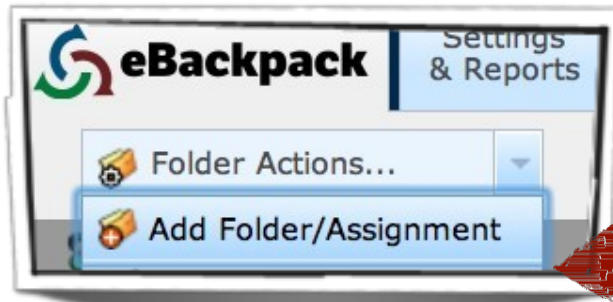 eBackpack
Settings
& Reports
Folder Actions...
Add Folder/Assignment